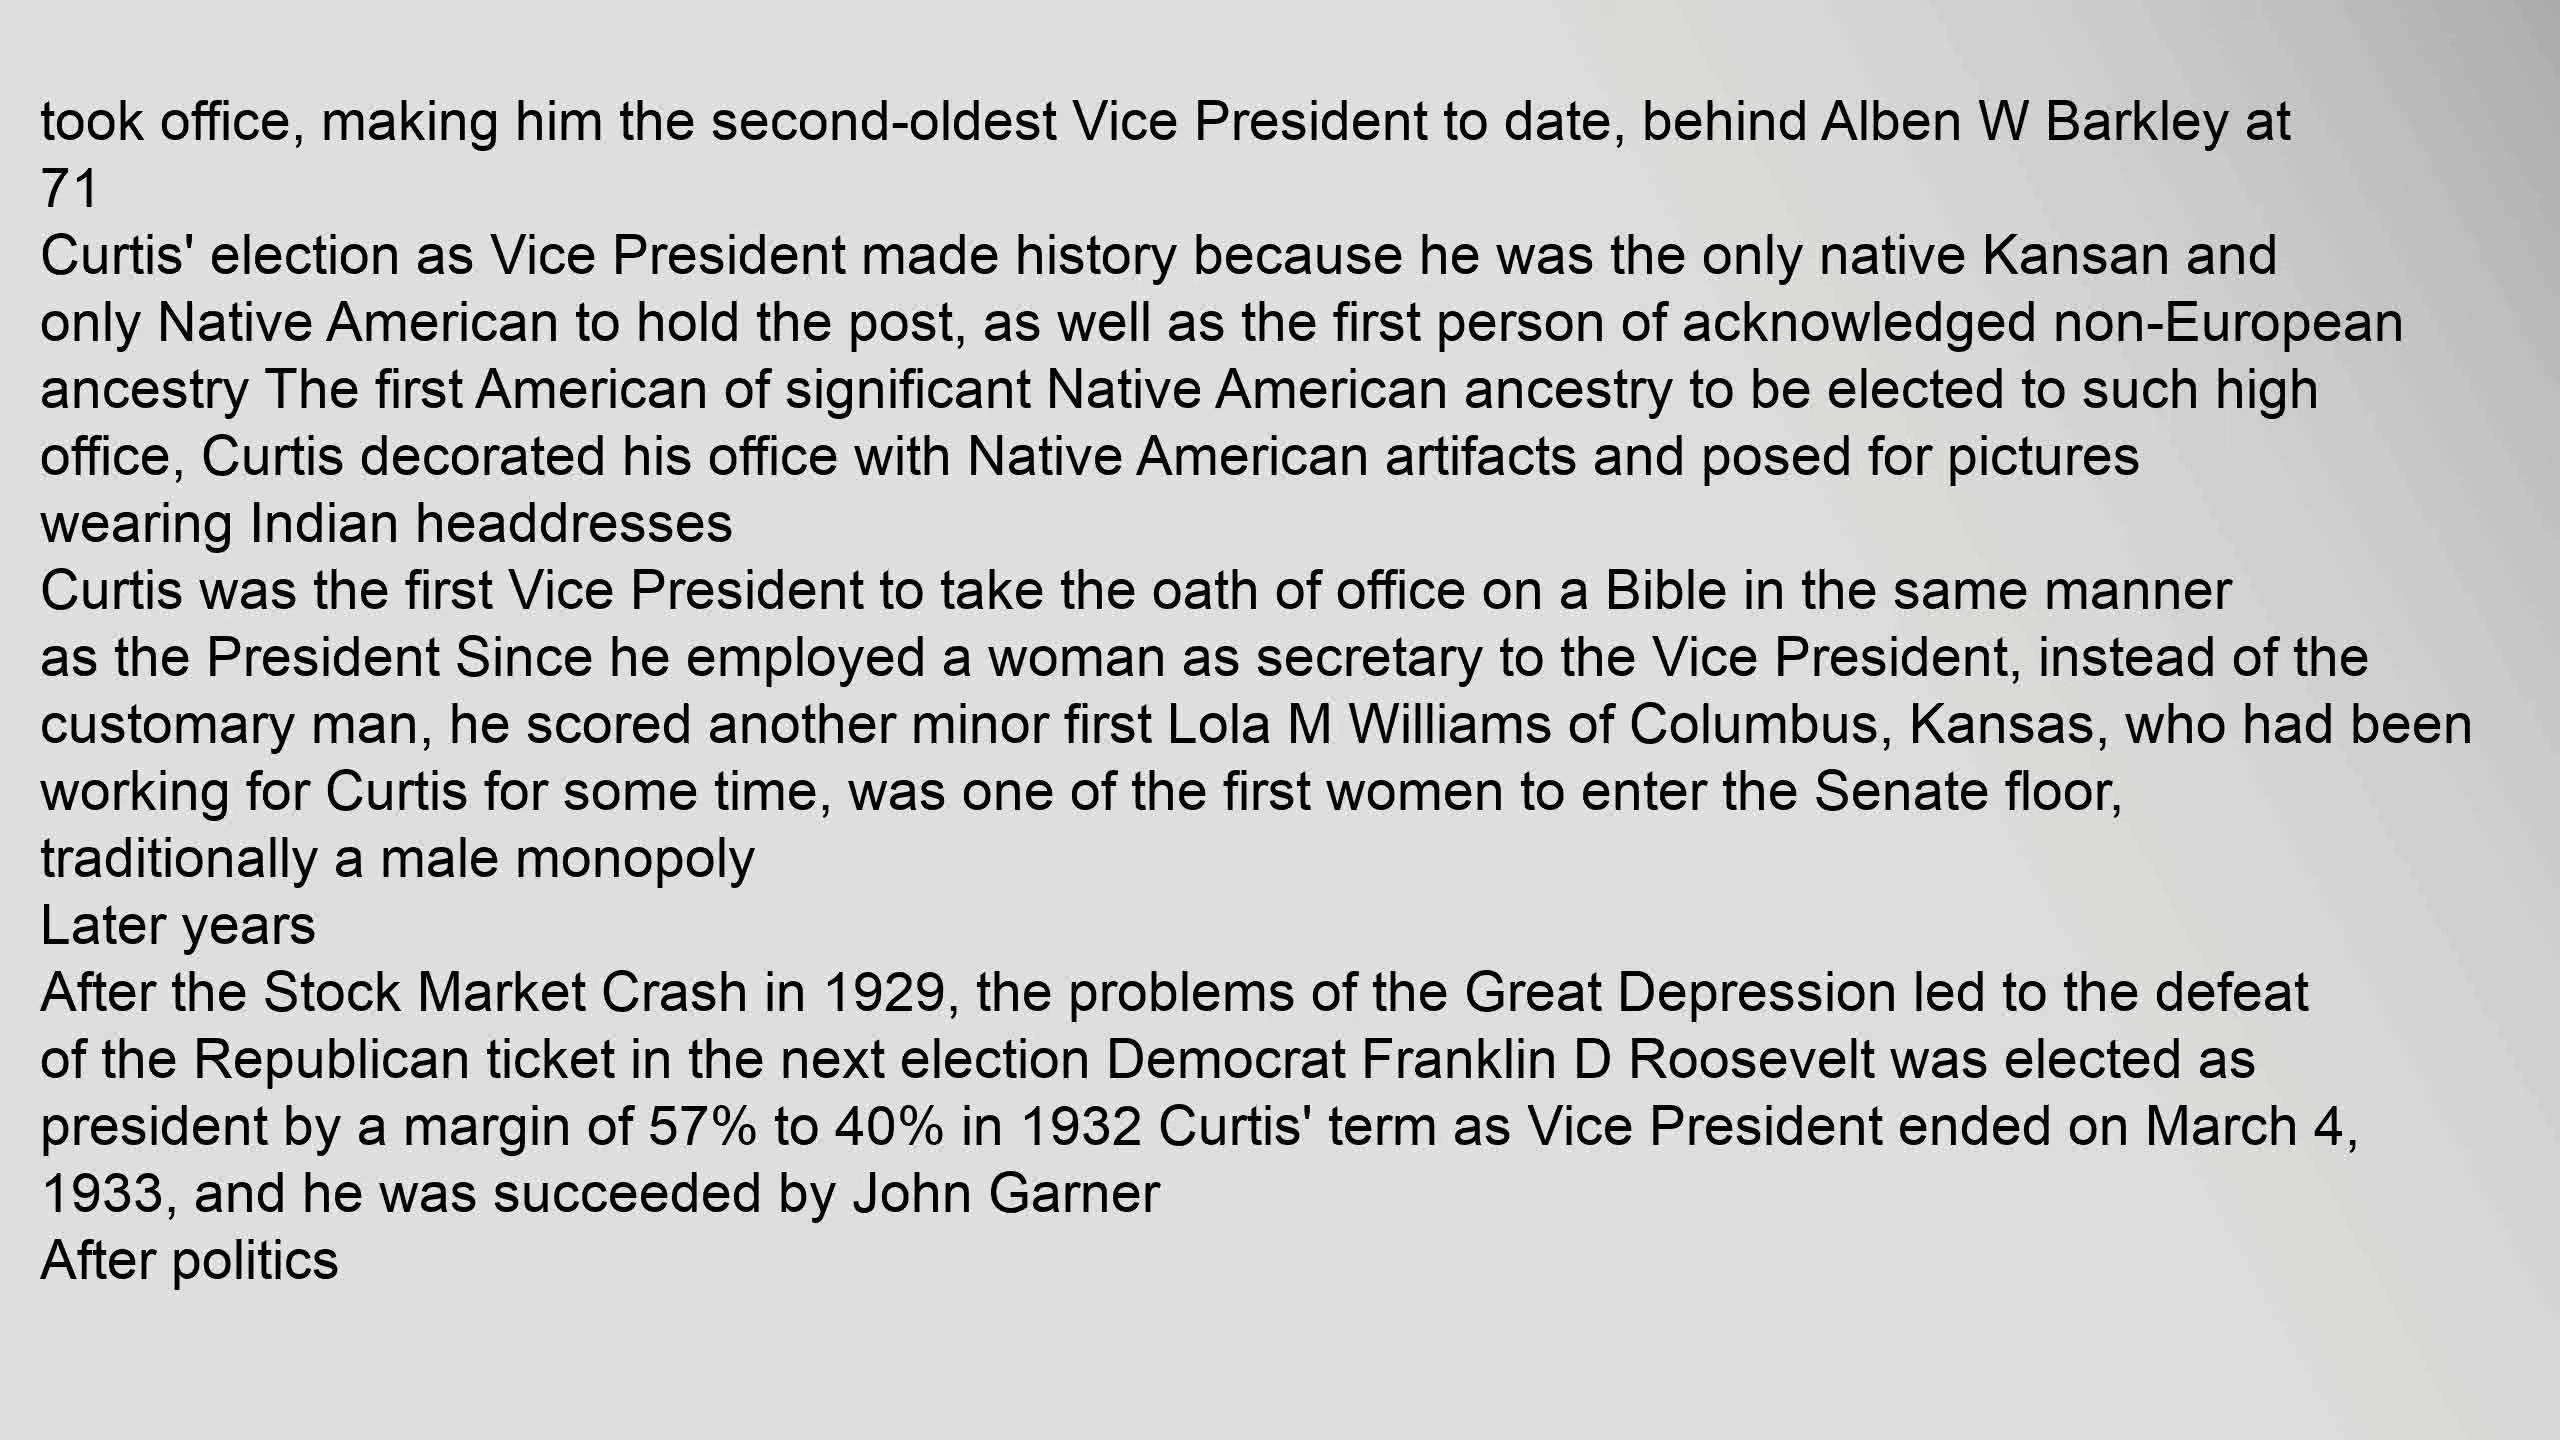 took office, making him the second-oldest Vice President to date, behind Alben W Barkley at
71
Curtis' election as Vice President made history because he was the only native Kansan and
only Native American to hold the post, as well as the first person of acknowledged non-European
ancestry The first American of significant Native American ancestry to be elected to such high
office, Curtis decorated his office with Native American artifacts and posed for pictures
wearing Indian headdresses
Curtis was the first Vice President to take the oath of office on a Bible in the same manner
as the President Since he employed a woman as secretary to the Vice President, instead of the
customary man, he scored another minor first Lola M Williams of Columbus, Kansas, who had been
working for Curtis for some time, was one of the first women to enter the Senate floor,
traditionally a male monopoly
Later years
After the Stock Market Crash in 1929, the problems of the Great Depression led to the defeat
of the Republican ticket in the next election Democrat Franklin D Roosevelt was elected as
president by a margin of 57% to 40% in 1932 Curtis' term as Vice President ended on March 4,
1933, and he was succeeded by John Garner
After politics